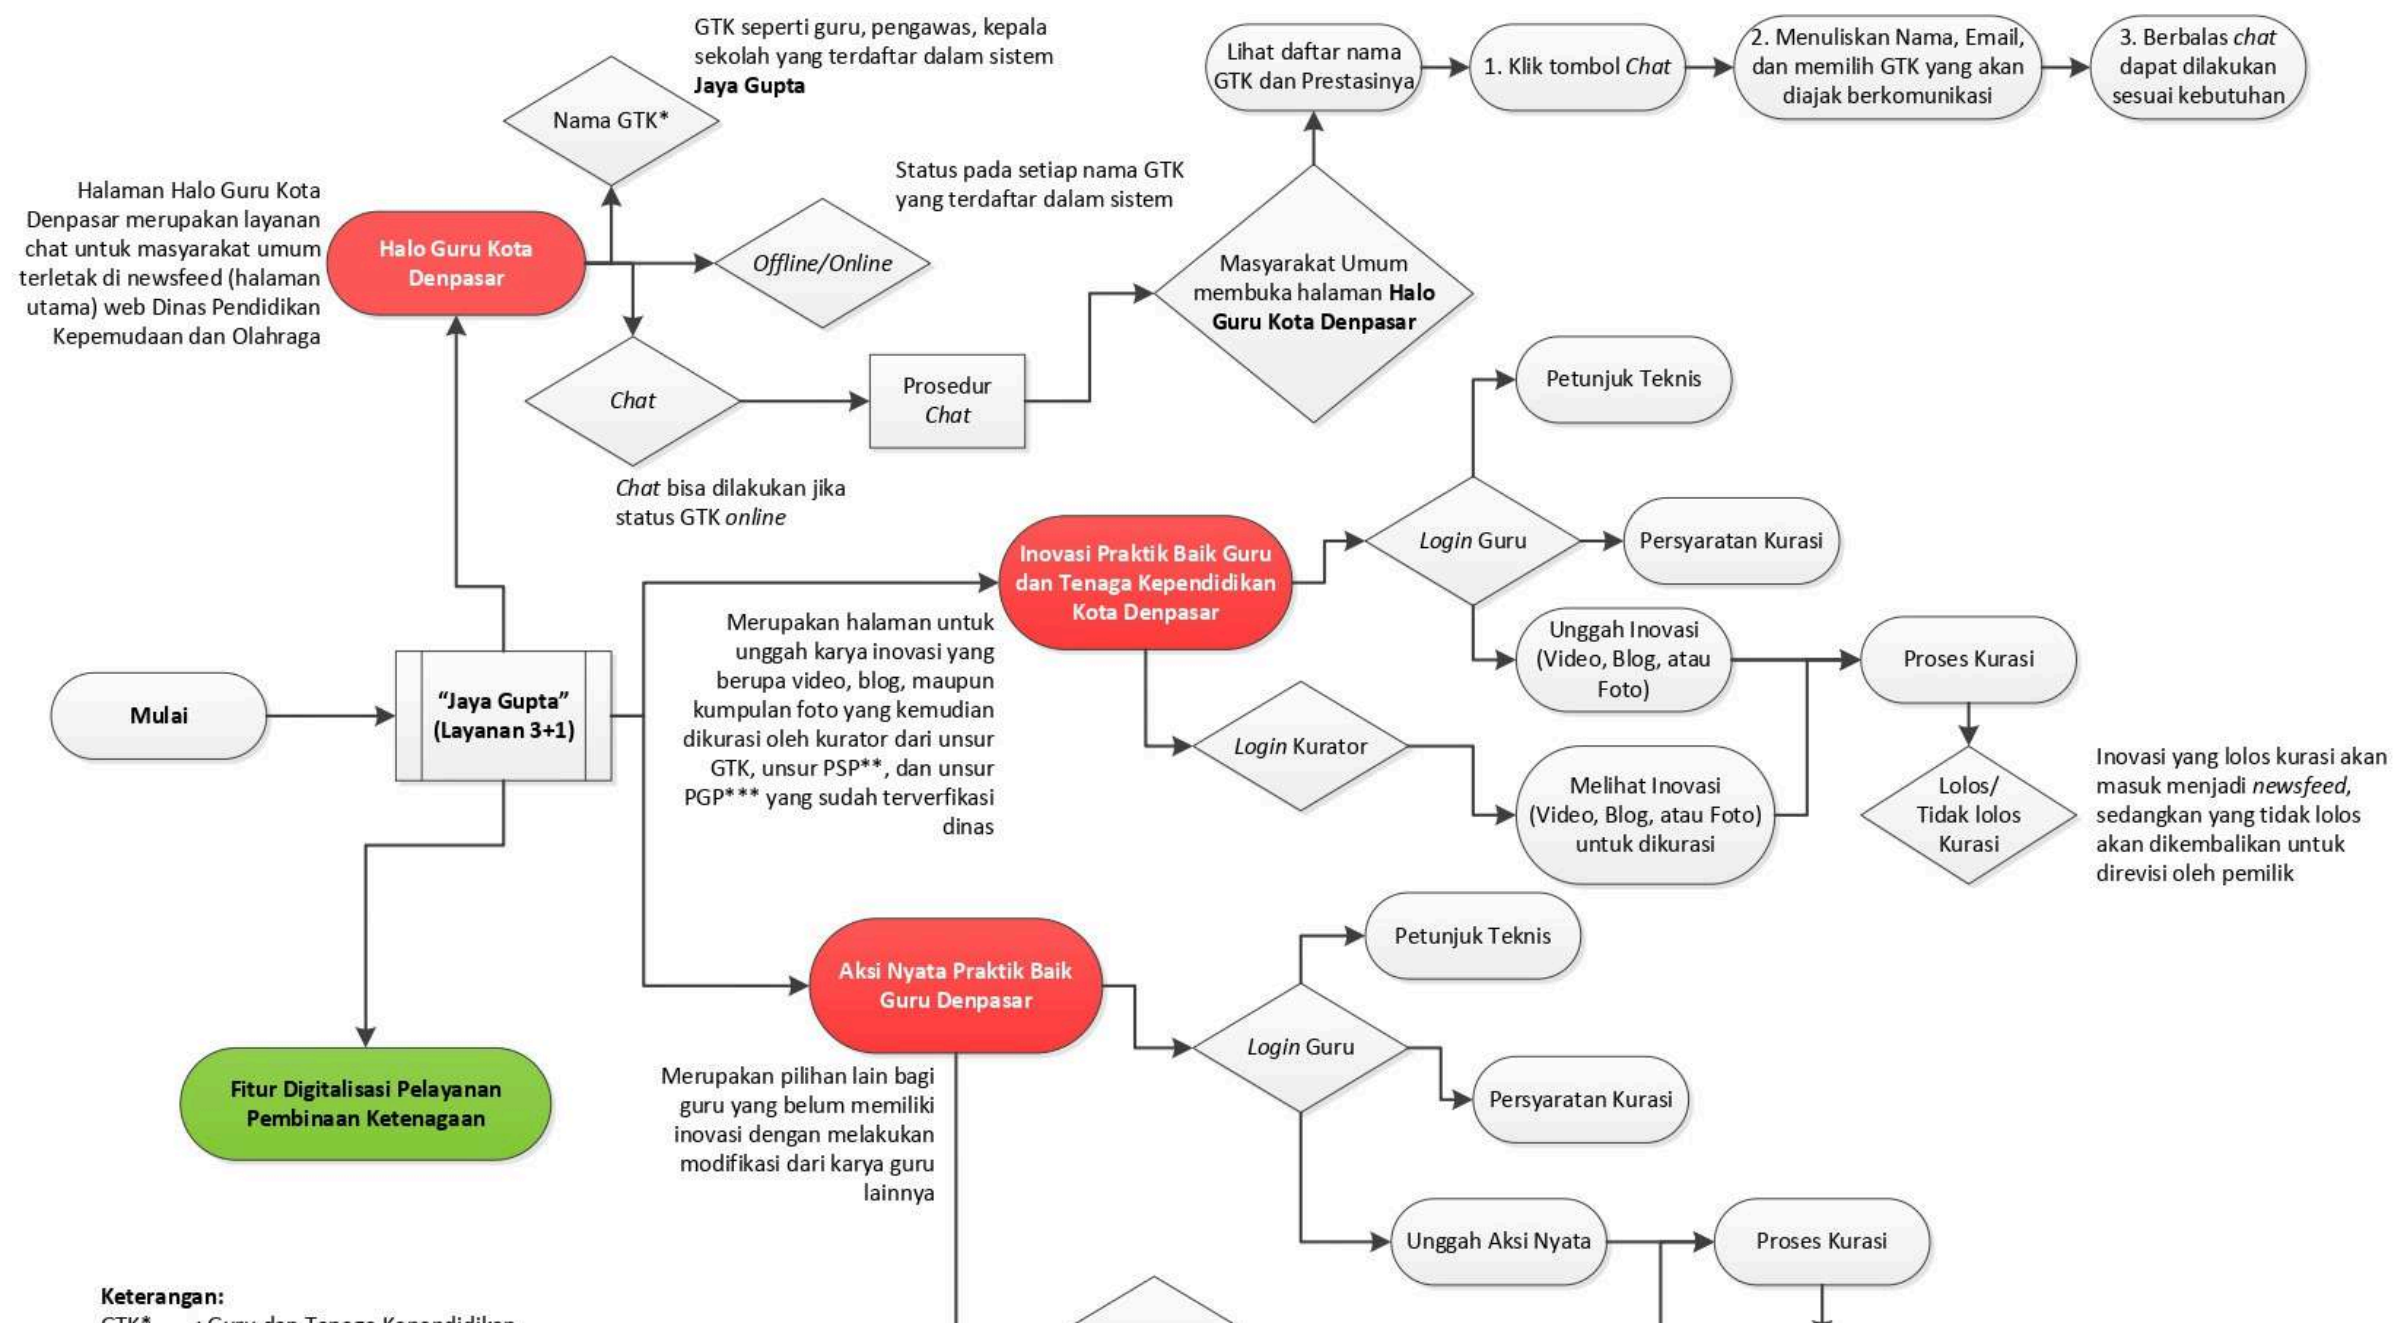 GTK seperti guru, pengawas, kepala
sekolah yang terdaftar dalam sistem
Jaya Gupta
Nama GTK*
Lihat daftar nama
GTK dan Prestasinya
1. Klik tombol Chat
2. Menuliskan Nama, Email,
dan memilih GTK yang akan
diajak berkomunikasi
3. Berbalas chat
dapat dilakukan
sesuai kebutuhan
Halaman Halo Guru Kota
Denpasar merupakan layanan
chat untuk masyarakat umum
terletak di newsfeed (halaman
utama) web Dinas Pendidikan
Kepemudaan dan Olahraga
Halo Guru Kota
Denpasar
Status pada setiap nama GTK
yang terdaftar dalam sistem
Offline/Online
Masyarakat Umum
membuka halaman Halo
Guru Kota Denpasar
Chat
Prosedur
Chat
Chat bisa dilakukan jika
status GTK online
Petunjuk Teknis
Inovasi Praktik Baik Guru
dan Tenaga Kependidikan
Kota Denpasar
Login Guru
Persyaratan Kurasi
Merupakan halaman untuk
unggah karya inovasi yang
berupa video, blog, maupun
kumpulan foto yang kemudian
dikurasi oleh kurator dari unsur
GTK, unsur PSP**, dan unsur
PGP*** yang sudah terverfikasi
dinas
Unggah Inovasi
(Video, Blog, atau
Foto)
Proses Kurasi
Mulai
“Jaya Gupta”
(Layanan 3+1)
Login Kurator
Melihat Inovasi
(Video, Blog, atau Foto)
untuk dikurasi
Lolos/
Tidak lolos
Kurasi
Inovasi yang lolos kurasi akan
masuk menjadi newsfeed,
sedangkan yang tidak lolos
akan dikembalikan untuk
direvisi oleh pemilik
Petunjuk Teknis
Aksi Nyata Praktik Baik
Guru Denpasar
Login Guru
Persyaratan Kurasi
Fitur Digitalisasi Pelayanan
Pembinaan Ketenagaan
Merupakan pilihan lain bagi
guru yang belum memiliki
inovasi dengan melakukan
modifikasi dari karya guru
lainnya
Unggah Aksi Nyata
Proses Kurasi
Keterangan:
GTK* : Guru dan Tenaga Kependidikan